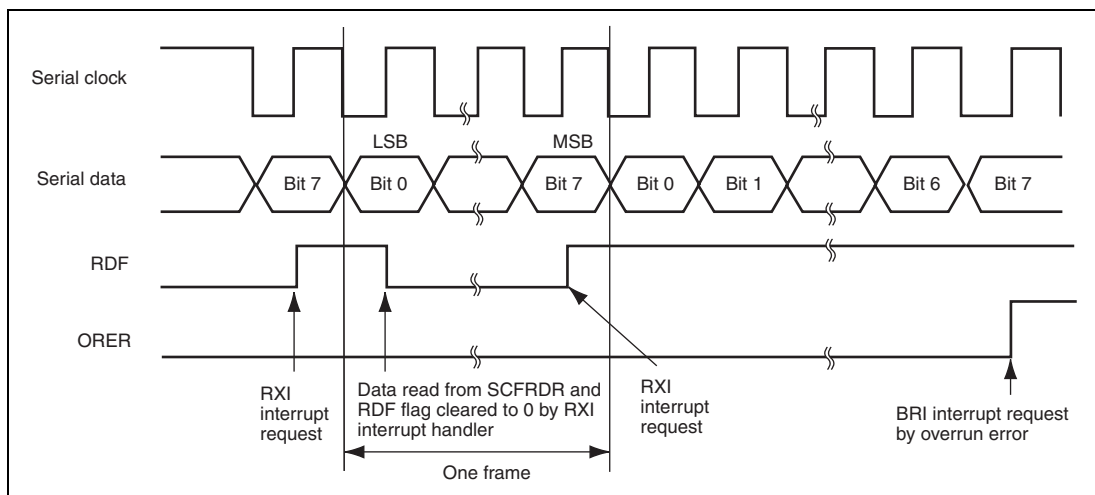 Serial clock
LSB
MSB
Serial data
Bit 7
Bit 0
Bit 7
Bit 0
Bit 1
Bit 6
Bit 7
RDF
ORER
RXI
interrupt
request
Data read from SCFRDR and
RDF flag cleared to 0 by RXI
interrupt handler
RXI
interrupt
request
BRI interrupt request
by overrun error
One frame